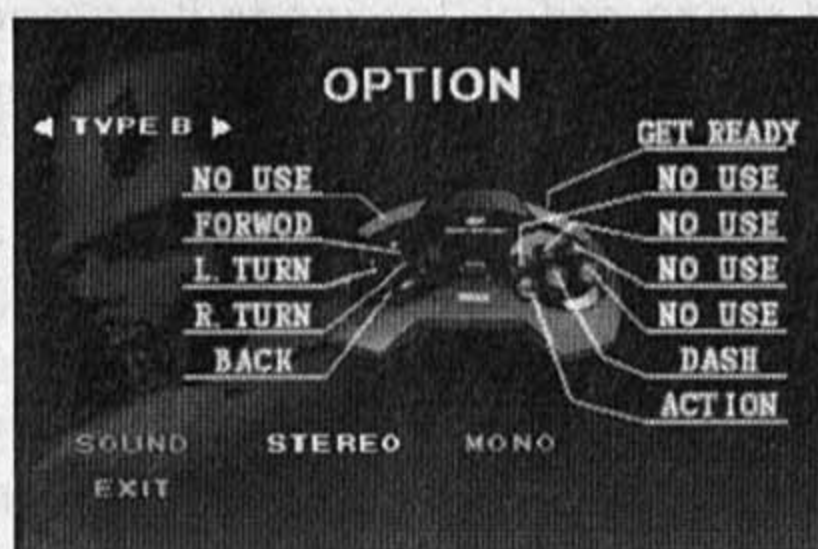 OPTION
TYPE B
GET READY
NO USE
NO USE
FORWOD
NO USE
L. TURN
NO USE
R. TURN
NO USE
BACK
DASH
ACTION
SOUND STEREO MONO
EXIT